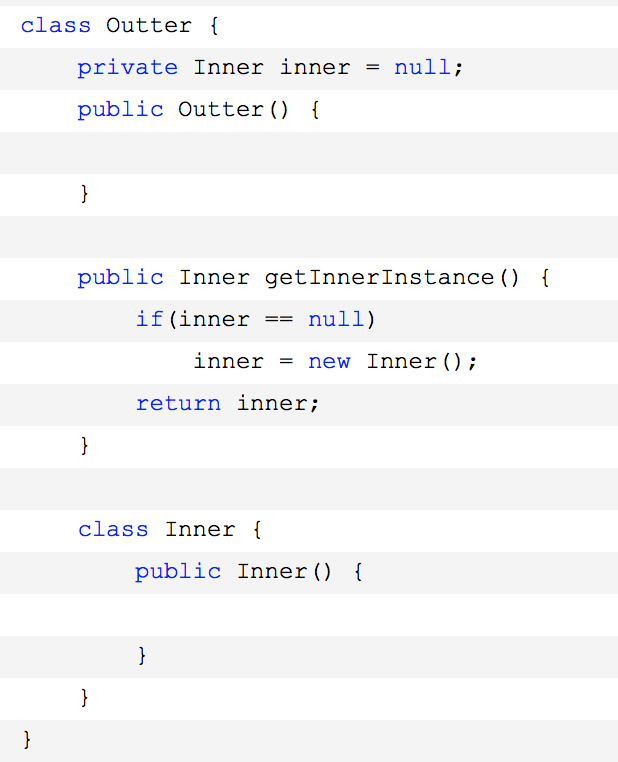 class Outter {
    private Inner inner = null;
    public Outter() {
    }
    public Inner getInnerInstance() {
        if(inner == null)
            inner = new Inner();
        return inner;
    }
    class Inner {
        public Inner() {
        }
    }
}